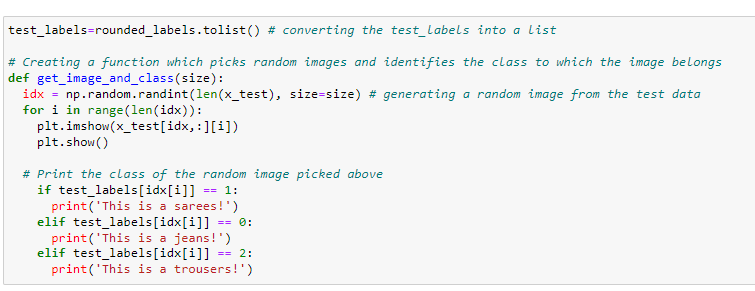 test_labels=rounded_labels.tolist() # converting the test_labels into a list
# Creating a function which picks random images and identifies the class to which the image belongs
def get_image_and_class(size):
  idx = np.random.randint(len(x_test), size=size) # generating a random image from the test data
  for i in range(len(idx)):
    plt.imshow(x_test[idx,:][i])
    plt.show()
  # Print the class of the random image picked above
    if test_labels[idx[i]] == 1:
      print('This is a sarees!')
    elif test_labels[idx[i]] == 0:
      print('This is a jeans!')
    elif test_labels[idx[i]] == 2:
      print('This is a trousers!')